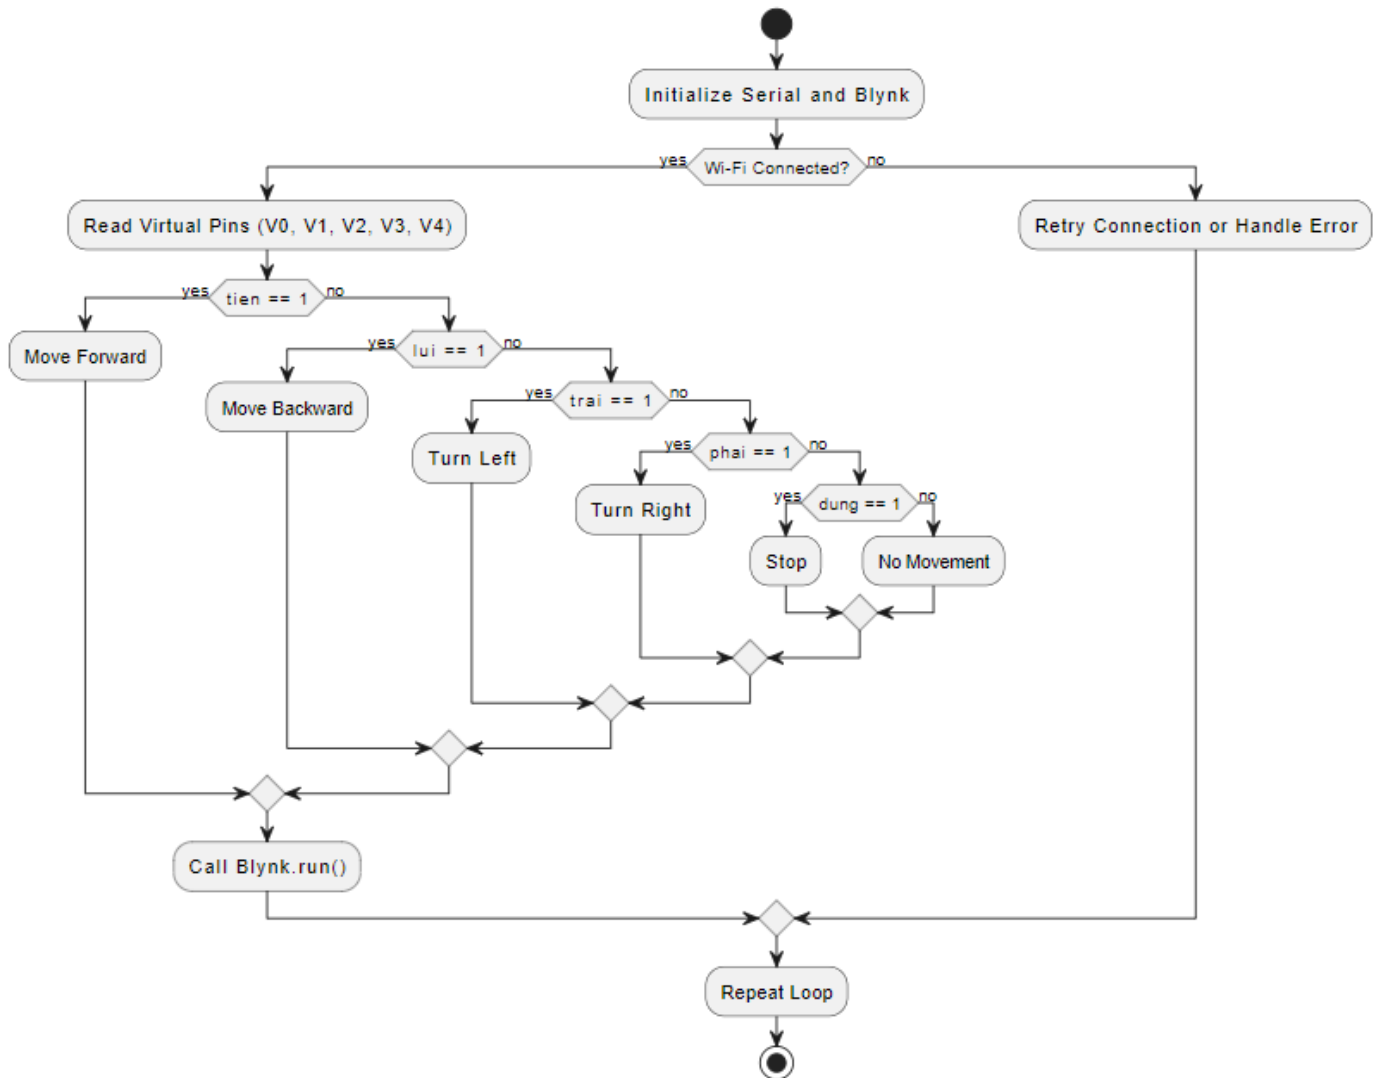 Initialize Serial and Blynk
yes
Wi-Fi Connected?
no
Read Virtual Pins (V0, V1, V2, V3, V4)
Retry Connection or Handle Error
yes
tien == 1
no
Move Forward
yes
lui == 1
no
Move Backward
yes
trai == 1
no
Turn Left
yes
phai == 1
no
Turn Right
yes
dung == 1
no
Stop
No Movement
Call Blynk.run()
Repeat Loop